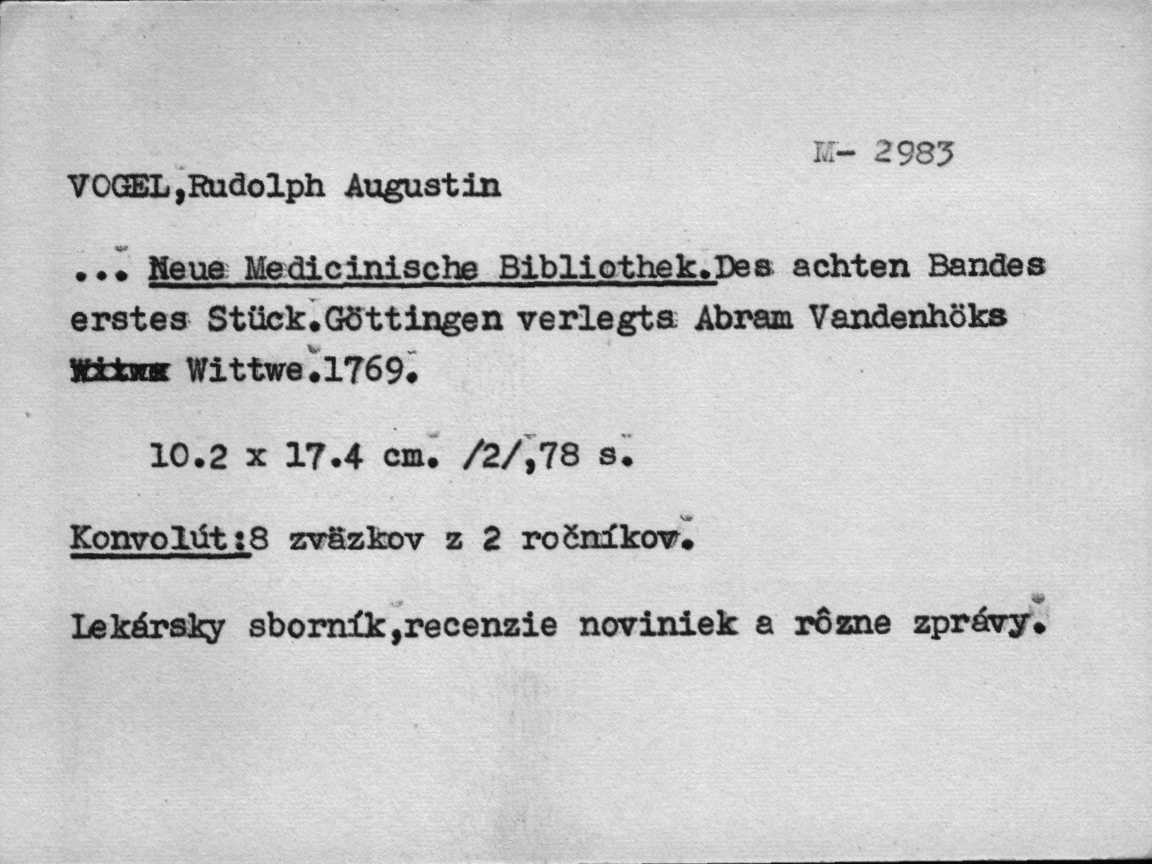 M- 2983
VOGEL,Rudolph Augustin
... Neue Medicinische Bibliothek.Des achten Bandes
erstes Stück.Göttingen verlegts Abram Vandenhöks
Wittwe.1769.
10.2 x 17.4 cm. /2/,78 s.
Konvolút:8 zväzkov z 2 ročníkov.
Lekársky sborník,recenzie noviniek a rôzne zprávy.